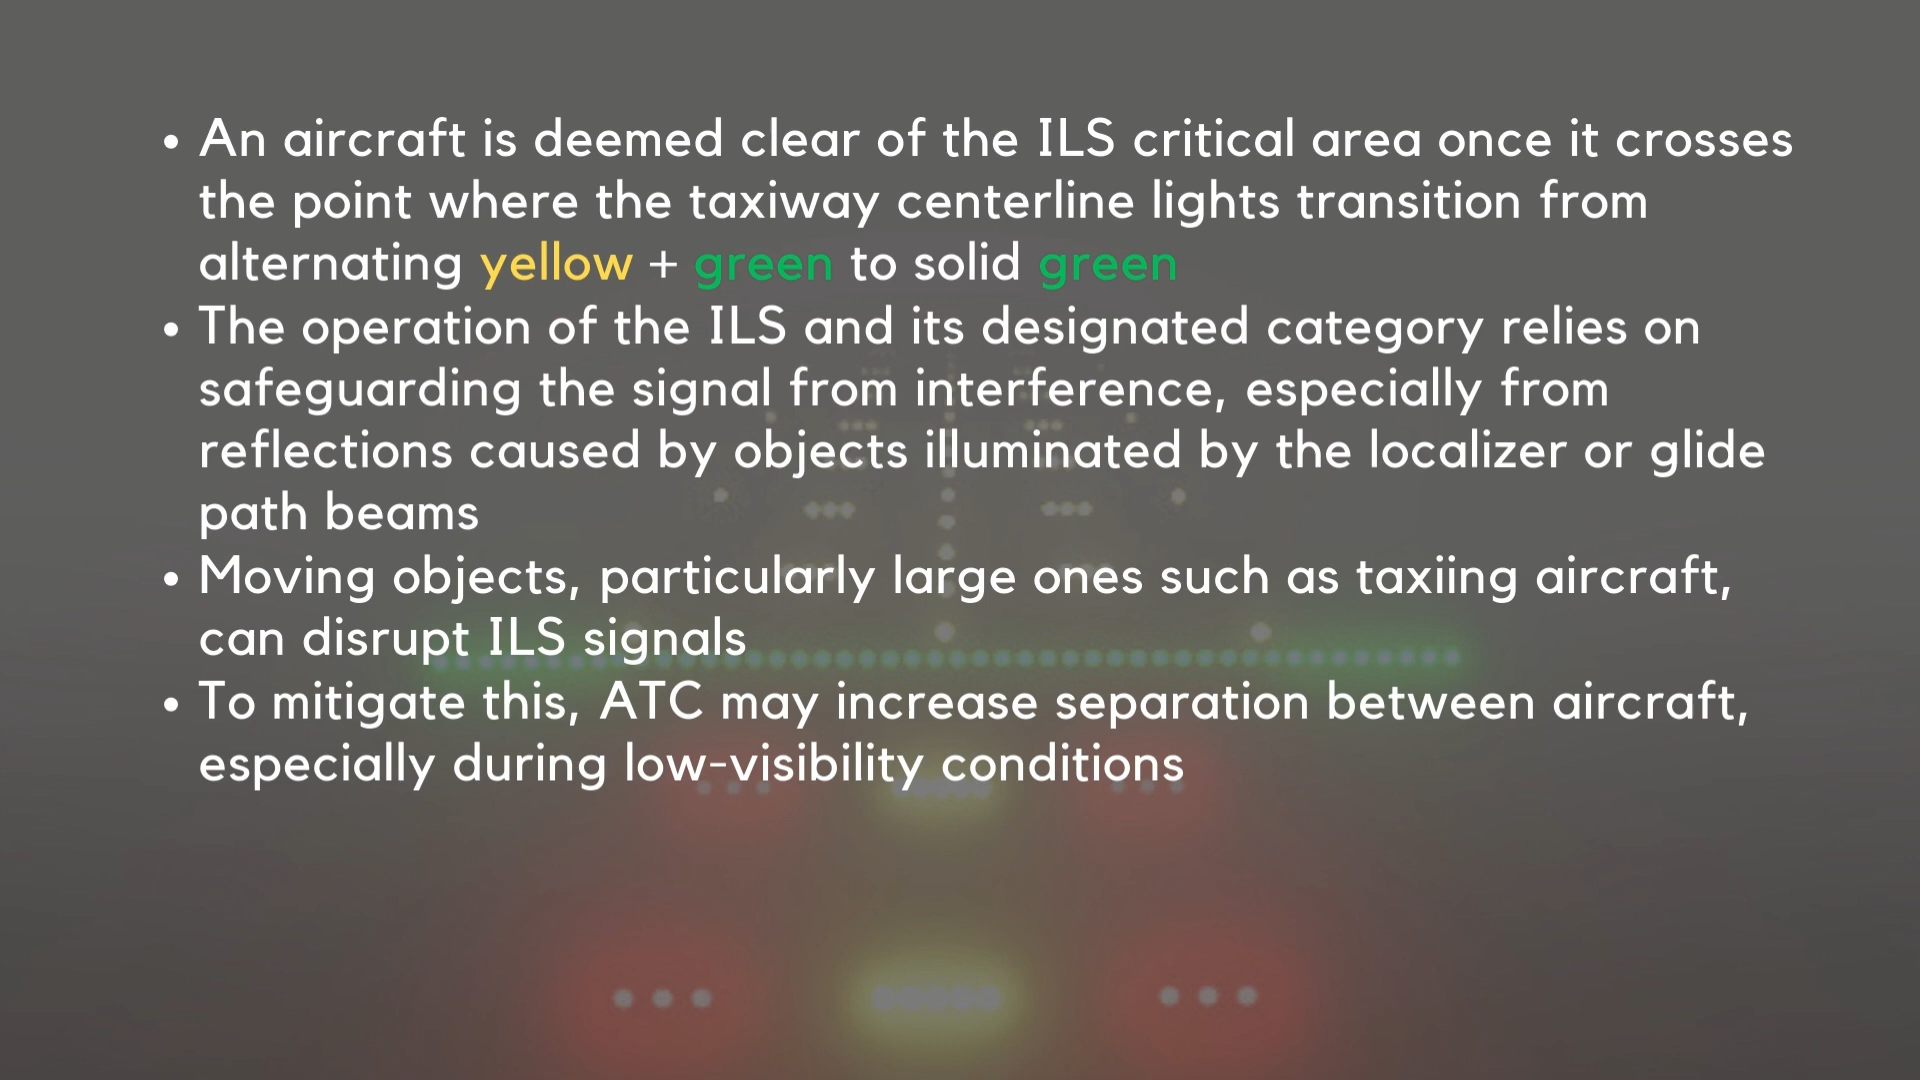 • An aircraft is deemed clear of the ILS critical area once it crosses
the point where the taxiway centerline lights transition from
alternating yellow + green to solid green
• The operation of the ILS and its designated category relies on
safeguarding the signal from interference, especially from
reflections caused by objects illuminated by the localizer or glide
path beams
• Moving objects, particularly large ones such as taxiing aircraft,
can disrupt ILS signals
• To mitigate this, ATC may increase separation between aircraft,
especially during low-visibility conditions